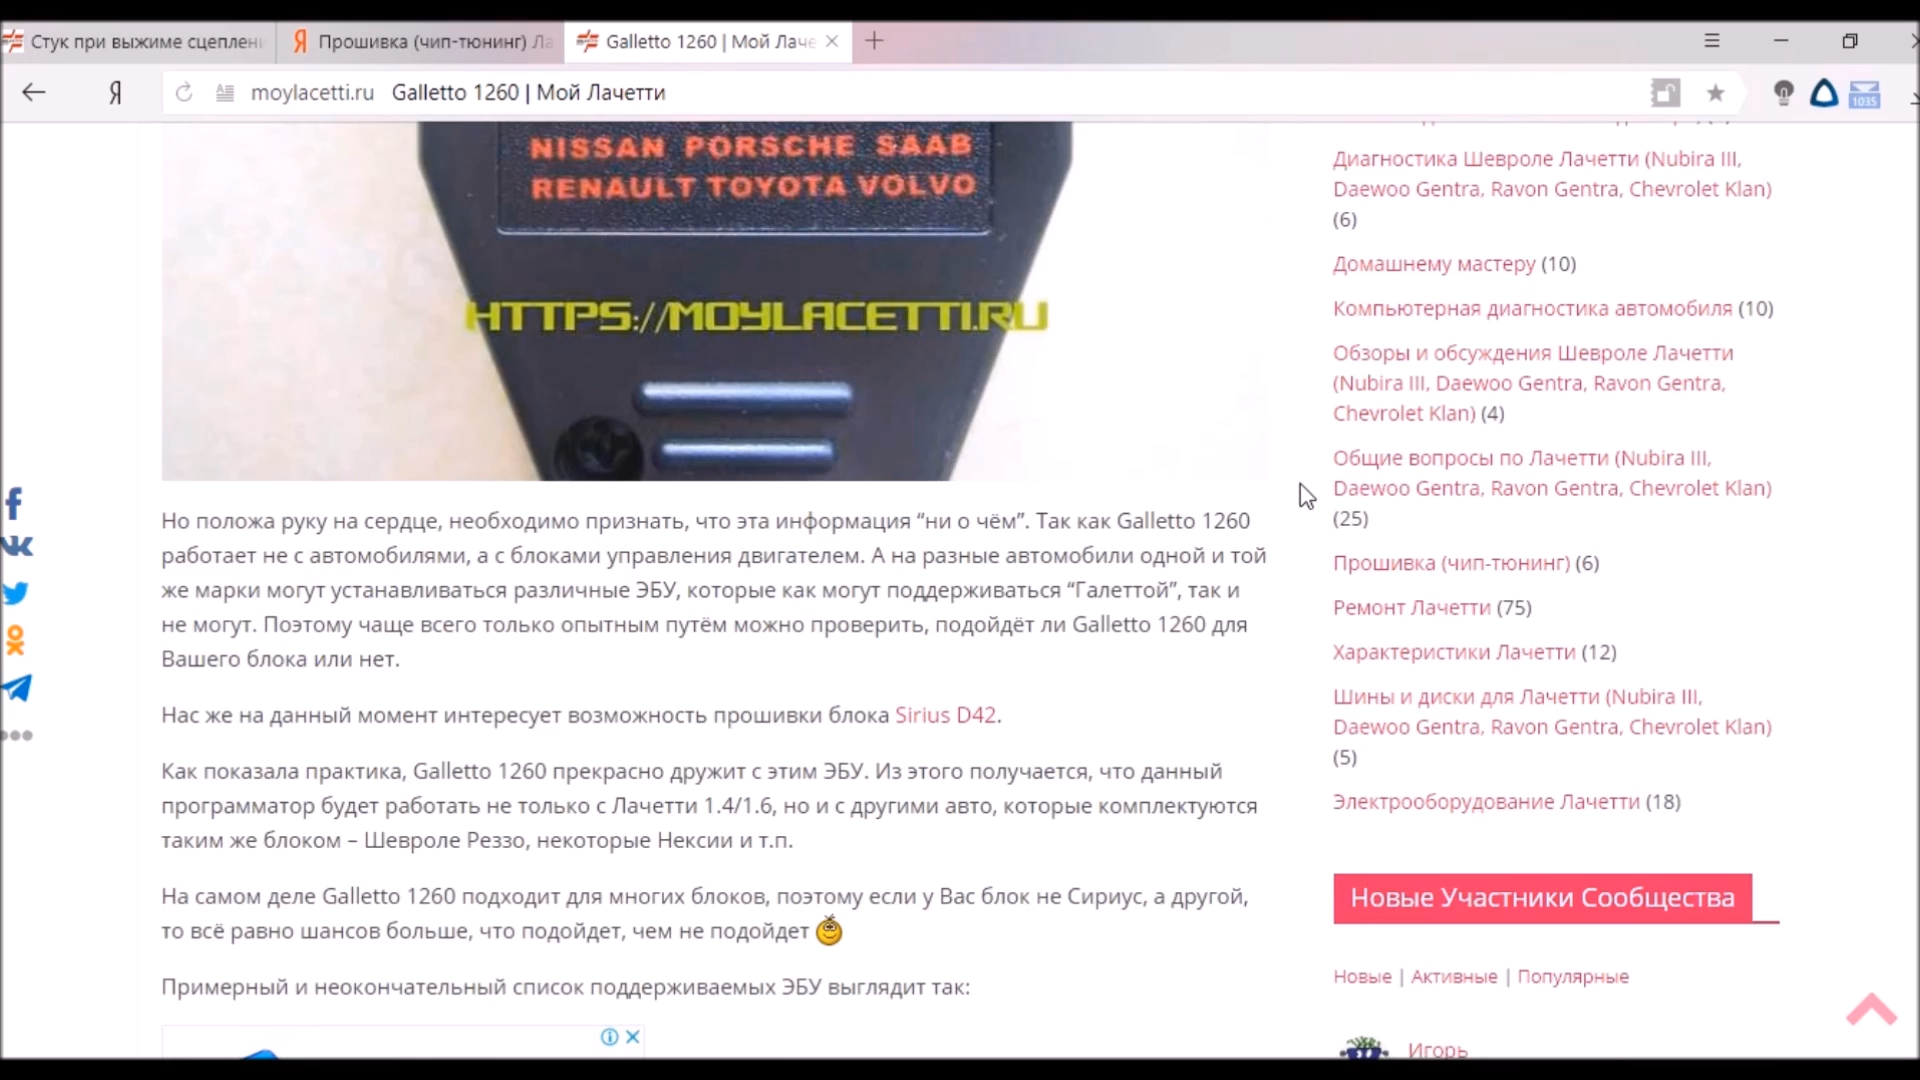 Стук при выжиме сцеплен
Прошивка (чип-тюнинг) Ла
Galletto 1260 | Мой Лаче
moylacetti.ru Galletto 1260 | Мой Лачетти
1035
NISSAN PORSCHE SAAB
RENAULT TOYOTA VOLVO
HTTPS://MOYLACETTI.RU
Но положа руку на сердце, необходимо признать, что эта информация “ни о чём”. Так как Galletto 1260
работает не с автомобилями, а с блоками управления двигателем. А на разные автомобили одной и той
же марки могут устанавливаться различные ЭБУ, которые как могут поддерживаться “Галеттой”, так и
не могут. Поэтому чаще всего только опытным путём можно проверить, подойдёт ли Galletto 1260 для
Вашего блока или нет.
Нас же на данный момент интересует возможность прошивки блока Sirius D42.
Как показала практика, Galletto 1260 прекрасно дружит с этим ЭБУ. Из этого получается, что данный
программатор будет работать не только с Лачетти 1.4/1.6, но и с другими авто, которые комплектуются
таким же блоком – Шевроле Реззо, некоторые Нексии и т.п.
На самом деле Galletto 1260 подходит для многих блоков, поэтому если у Вас блок не Сириус, а другой,
то всё равно шансов больше, что подойдет, чем не подойдет
Примерный и неокончательный список поддерживаемых ЭБУ выглядит так:
Диагностика Шевроле Лачетти (Nubira III,
Daewoo Gentra, Ravon Gentra, Chevrolet Klan)
(6)
Домашнему мастеру (10)
Компьютерная диагностика автомобиля (10)
Обзоры и обсуждения Шевроле Лачетти
(Nubira III, Daewoo Gentra, Ravon Gentra,
Chevrolet Klan) (4)
Общие вопросы по Лачетти (Nubira III,
Daewoo Gentra, Ravon Gentra, Chevrolet Klan)
(25)
Прошивка (чип-тюнинг) (6)
Ремонт Лачетти (75)
Характеристики Лачетти (12)
Шины и диски для Лачетти (Nubira III,
Daewoo Gentra, Ravon Gentra, Chevrolet Klan)
(5)
Электрооборудование Лачетти (18)
Новые Участники Сообщества
Новые | Активные | Популярные
Игорь